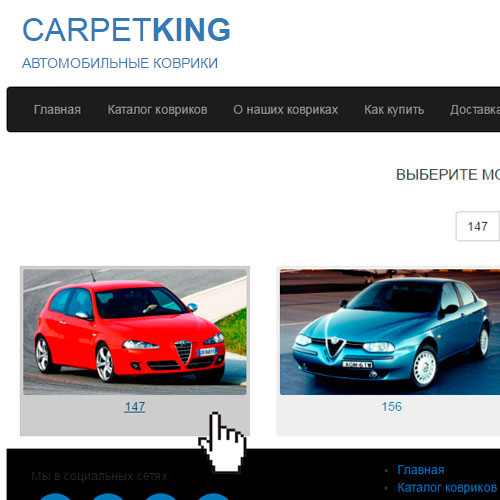 CARPETKING
АВТОМОБИЛЬНЫЕ КОВРИКИ
Главная Каталог ковриков О наших ковриках Как купить Доставка
ВЫБЕРИТЕ МО
147
147 156
Мы в социальных сетях:
Главная
Каталог ковриков